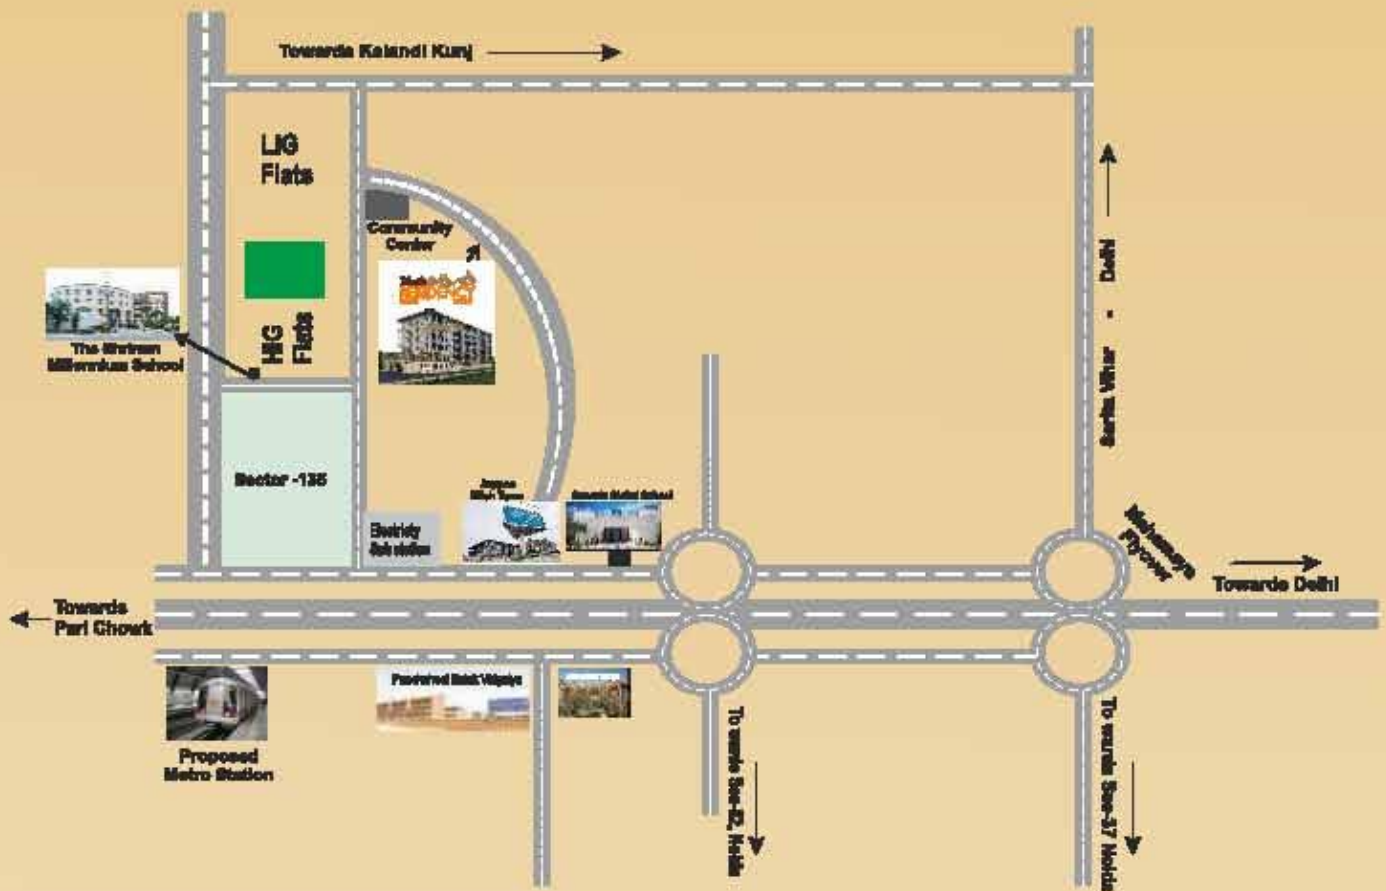 Towards Kalandi Kunj
LIG
Flats
Community
Center
HIG
Flats
The Shriram
Millennium School
Sarita Vihar - Delhi
Sector -135
Electricity
Sub station
Mahamaya
Flyover
Towards Delhi
Towards
Pari Chowk
Proposed
Metro Station
To wards Sec-37 Noida